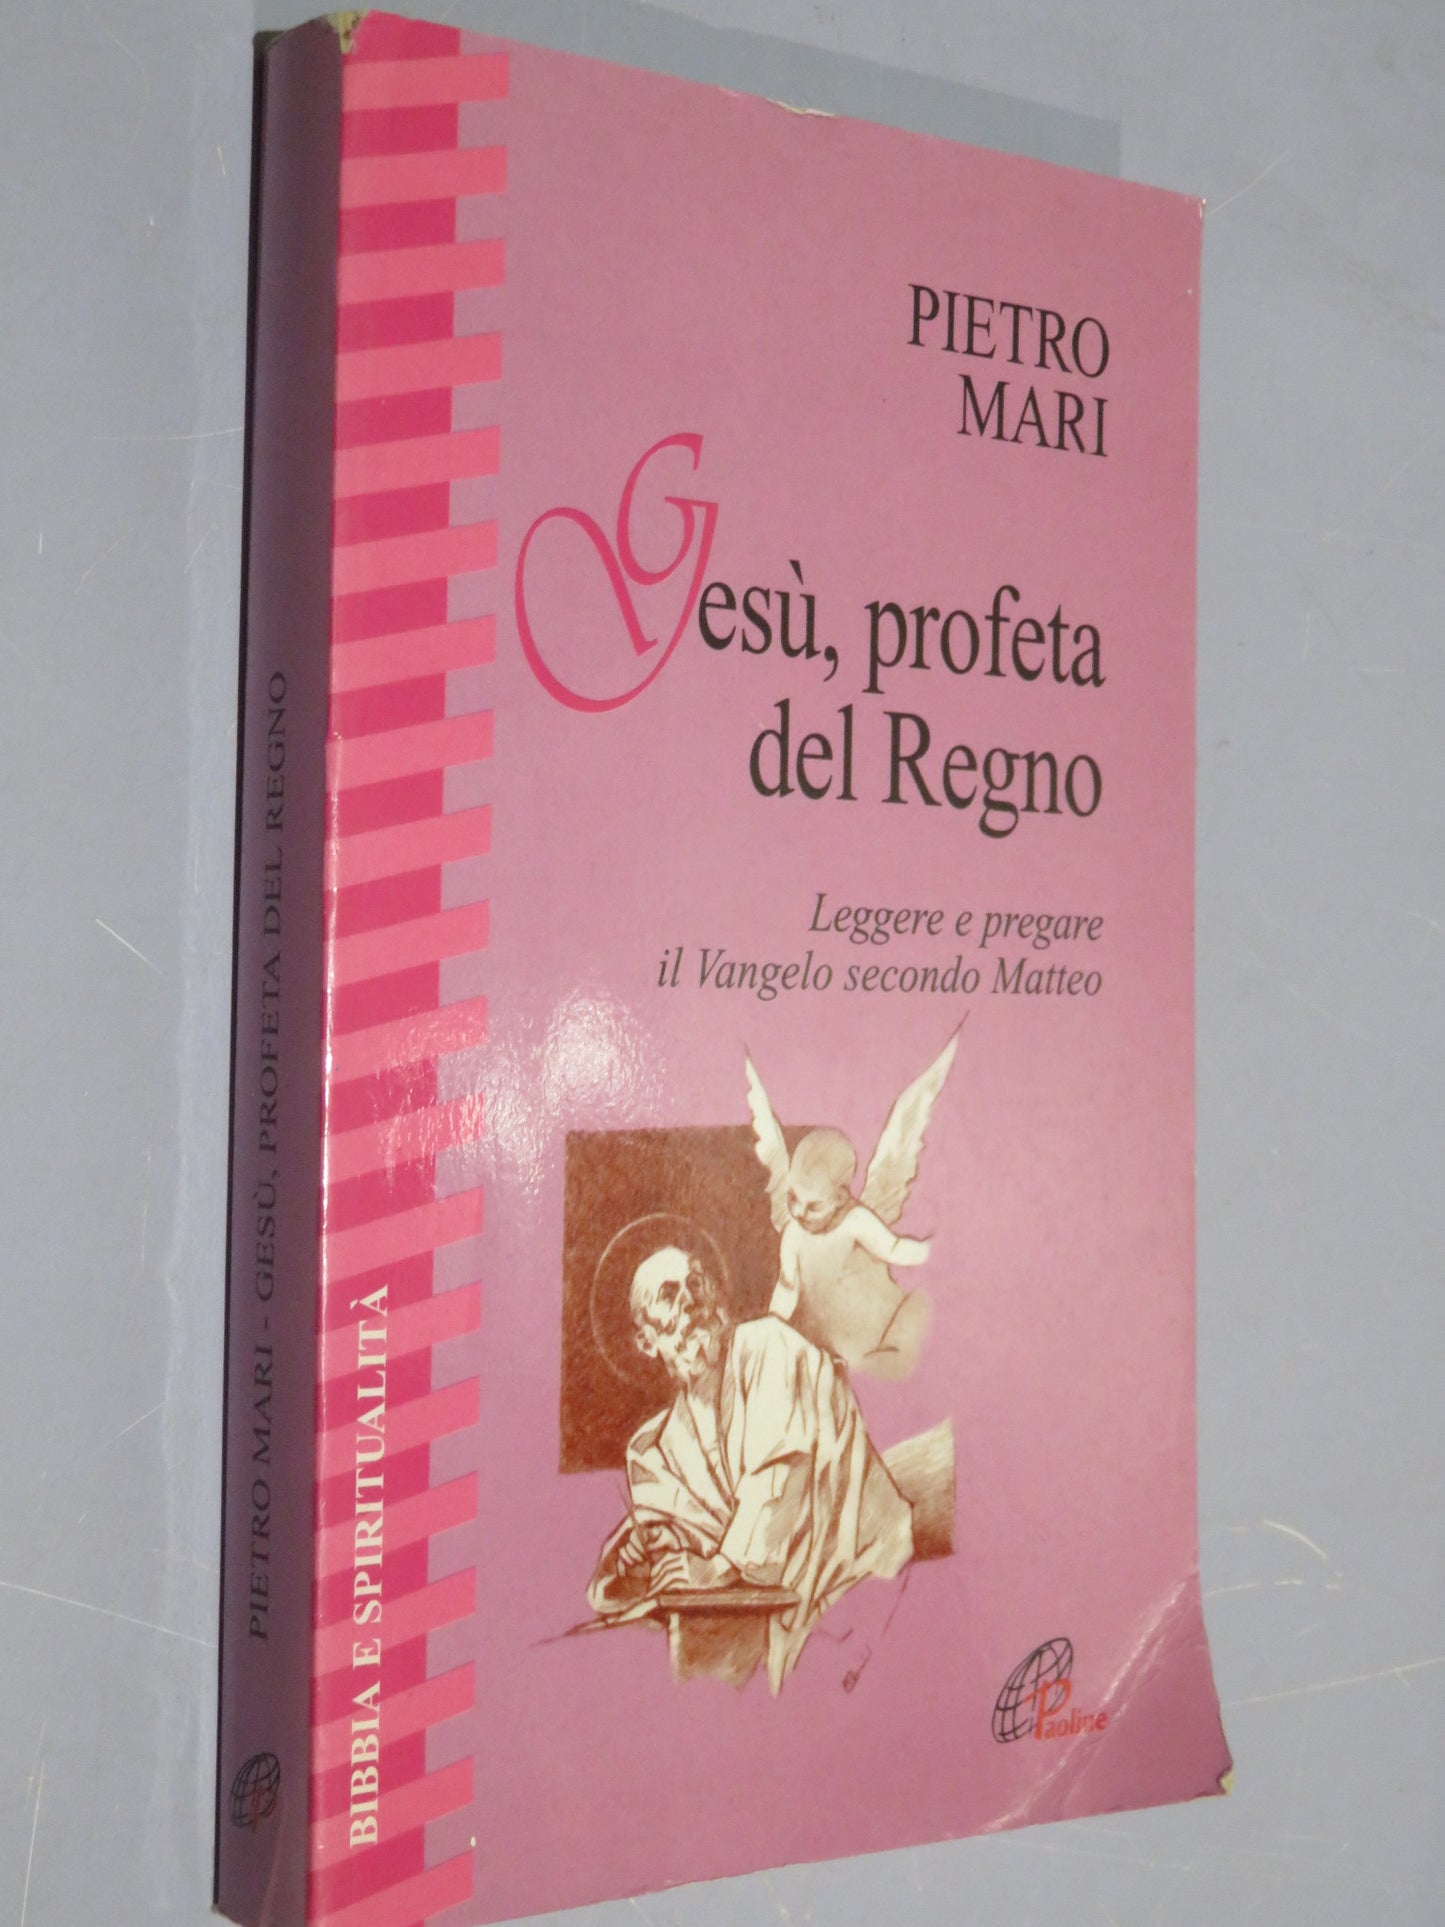 PIETRO
MARI
Gesù, profeta
del Regno
Leggere e pregare
il Vangelo secondo Matteo
Paoline
BIBBIA E SPIRITUALITÀ
PIETRO MARI - GESÙ, PROFETA DEL REGNO